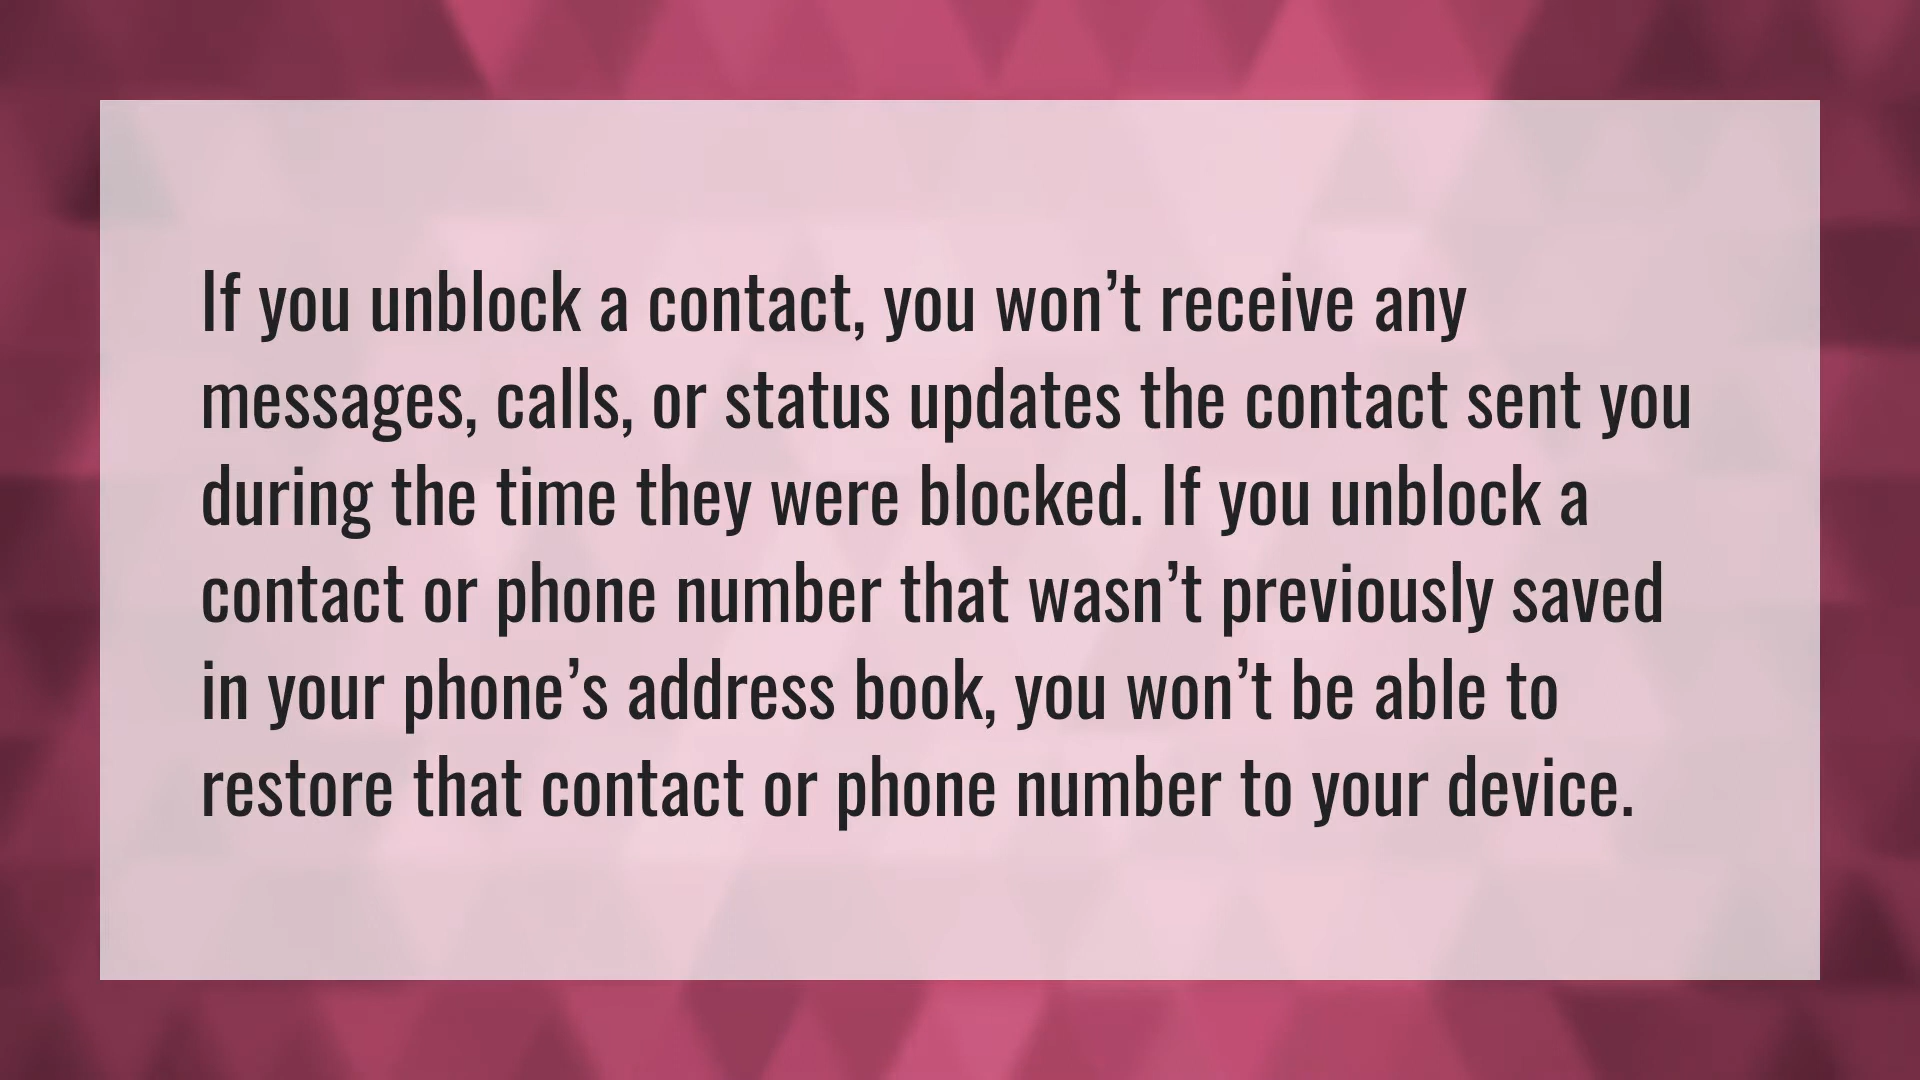 If you unblock a contact, you won’t receive any
messages, calls, or status updates the contact sent you
during the time they were blocked. If you unblock a
contact or phone number that wasn’t previously saved
in your phone’s address book, you won’t be able to
restore that contact or phone number to your device.